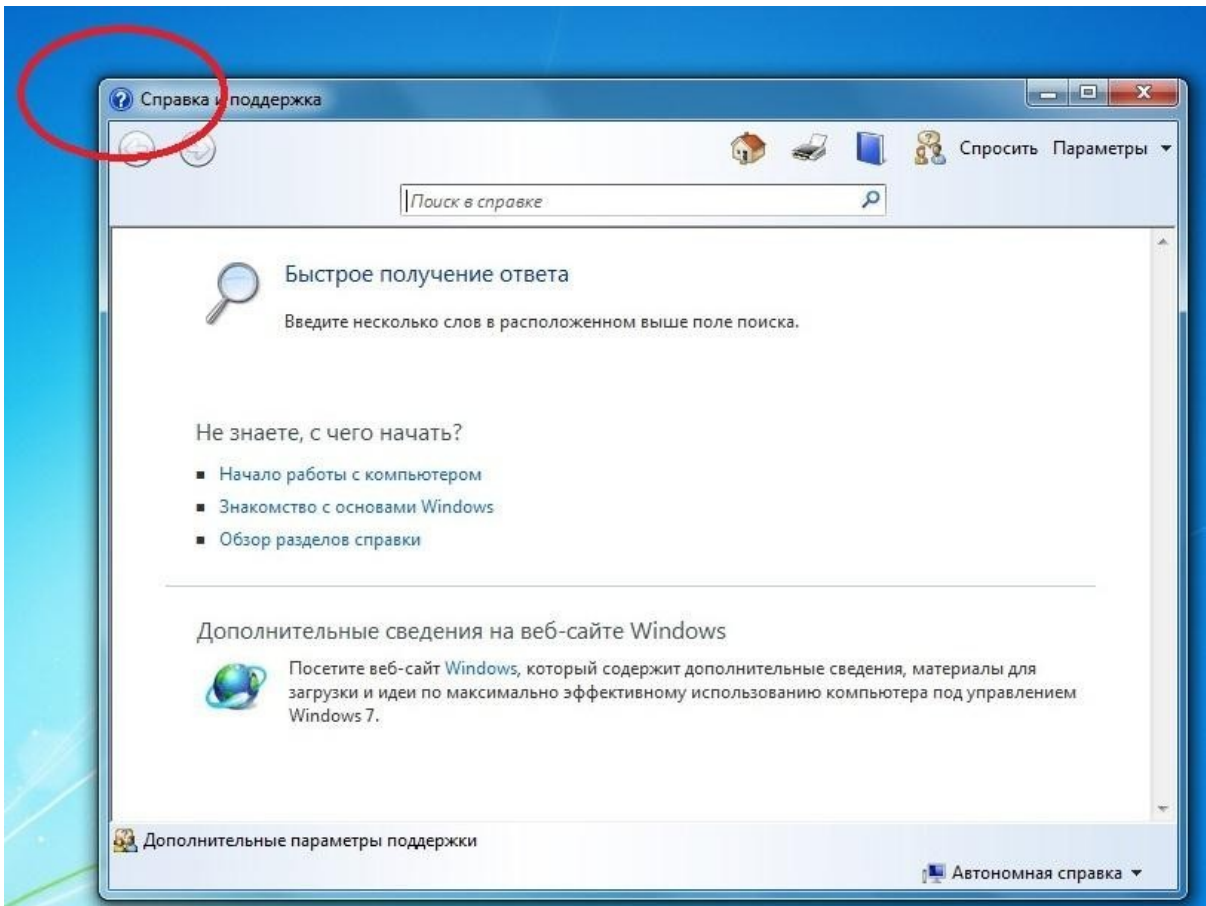 Справка и поддержка
Спросить Параметры
Поиск в справке
Быстрое получение ответа
Введите несколько слов в расположенном выше поле поиска.
Не знаете, с чего начать?
Начало работы с компьютером
Знакомство с основами Windows
Обзор разделов справки
Дополнительные сведения на веб-сайте Windows
Посетите веб-сайт Windows, который содержит дополнительные сведения, материалы для
загрузки и идеи по максимально эффективному использованию компьютера под управлением
Windows 7.
Дополнительные параметры поддержки
Автономная справка